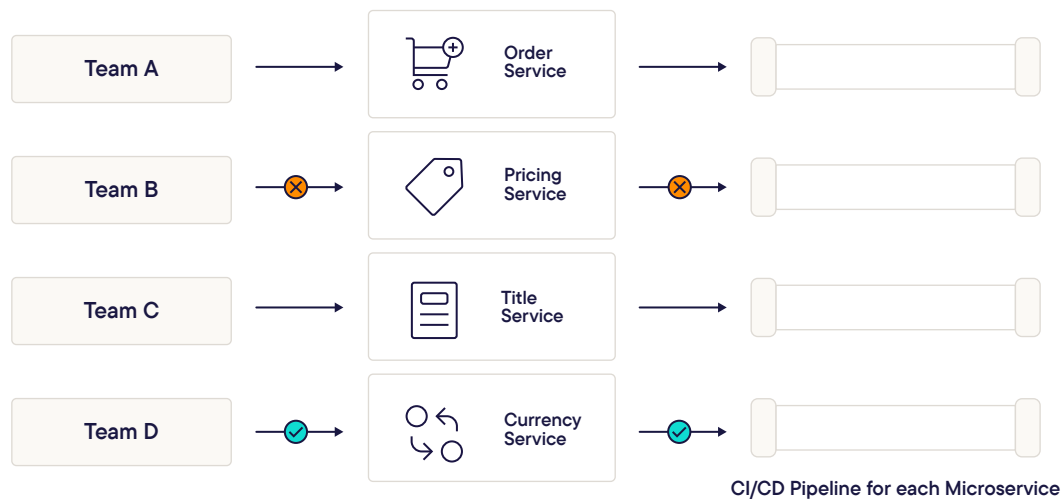 Team A
Order
Service
Team B
Pricing
Service
Team C
Title
Service
Team D
Currency
Service
CI/CD Pipeline for each Microservice